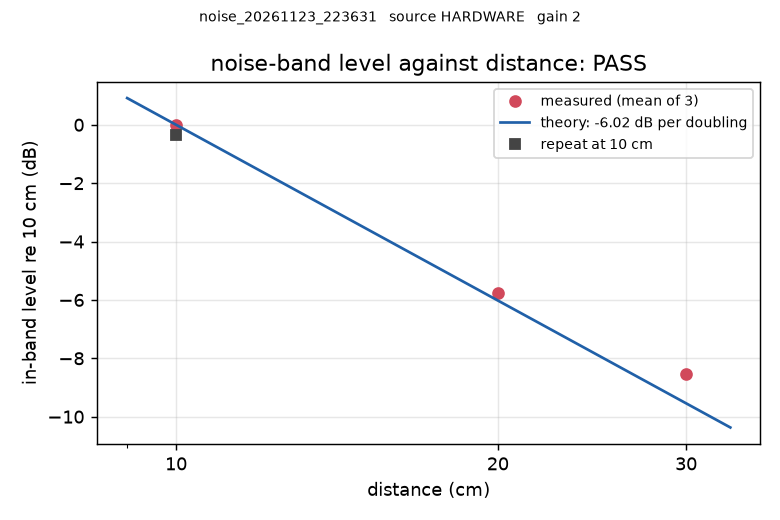 noise_20261123_223631   source HARDWARE   gain 2
noise-band level against distance: PASS
measured (mean of 3)
theory: -6.02 dB per doubling
repeat at 10 cm
in-band level re 10 cm (dB)
0
−2
−4
−6
−8
−10
10
20
30
distance (cm)